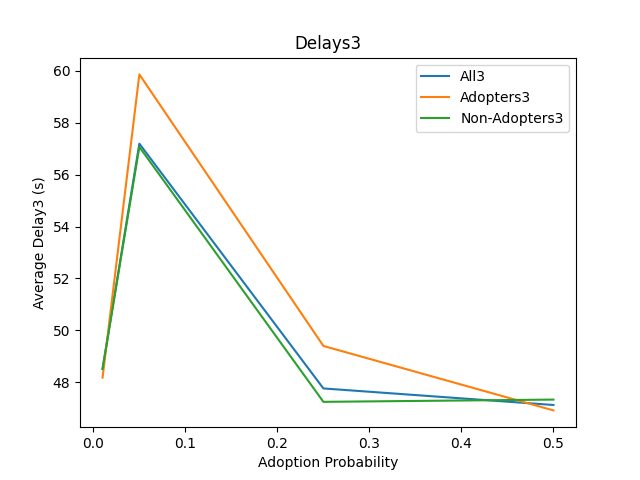 Delays3
All3
Adopters3
Non-Adopters3
Average Delay3 (s)
60
58
56
54
52
50
48
0.0 0.1 0.2 0.3 0.4 0.5
Adoption Probability